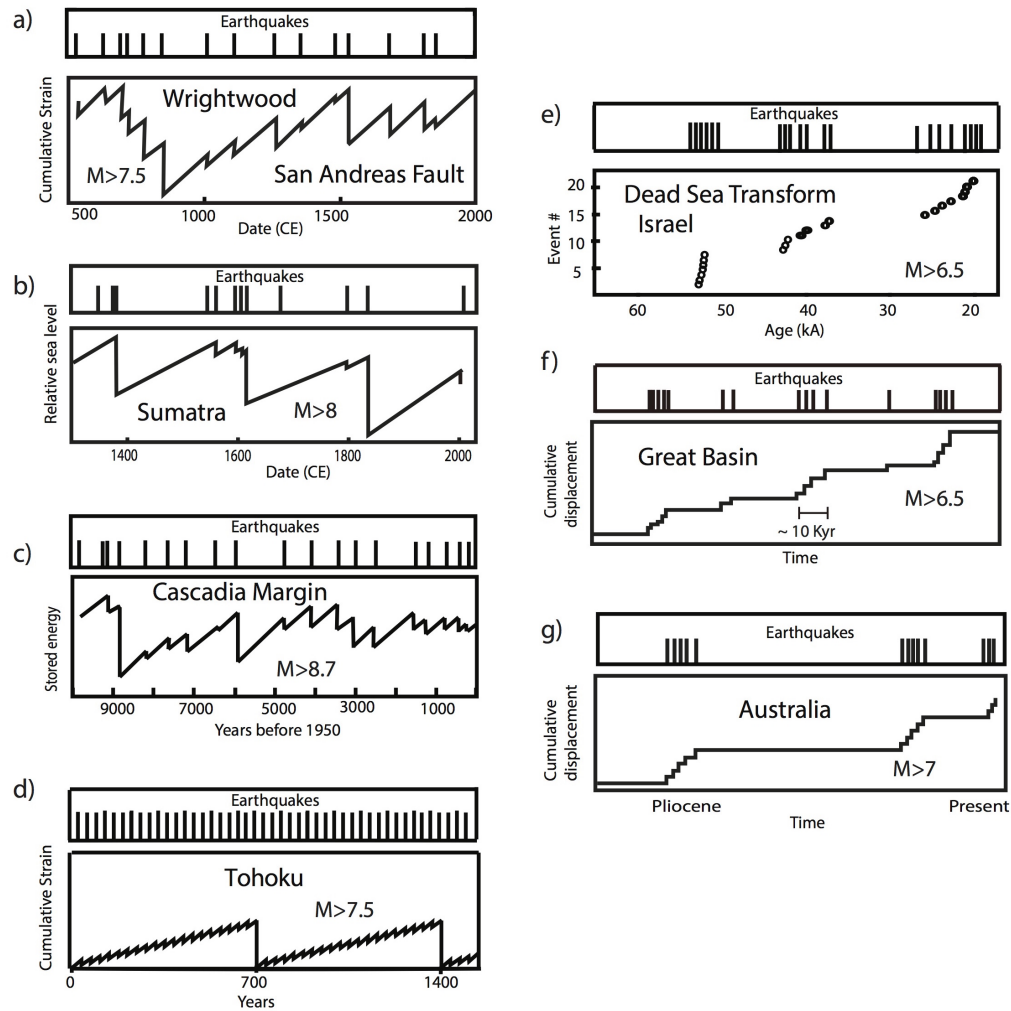 a)
Earthquakes
Cumulative Strain
Wrightwood
M>7.5
San Andreas Fault
500 1000 1500 2000
Date (CE)
b)
Earthquakes
Relative sea level
Sumatra
M>8
1400 1600 1800 2000
Date (CE)
c)
Earthquakes
Stored energy
Cascadia Margin
M>8.7
9000 7000 5000 3000 1000
Years before 1950
d)
Earthquakes
Cumulative Strain
Tohoku
M>7.5
0 700 1400
Years
e)
Earthquakes
Event #
20
15
10
5
Dead Sea Transform
Israel
M>6.5
60 50 40 30 20
Age (kA)
f)
Earthquakes
Cumulative
displacement
Great Basin
M>6.5
~ 10 Kyr
Time
g)
Earthquakes
Cumulative
displacement
Australia
M>7
Pliocene Present
Time